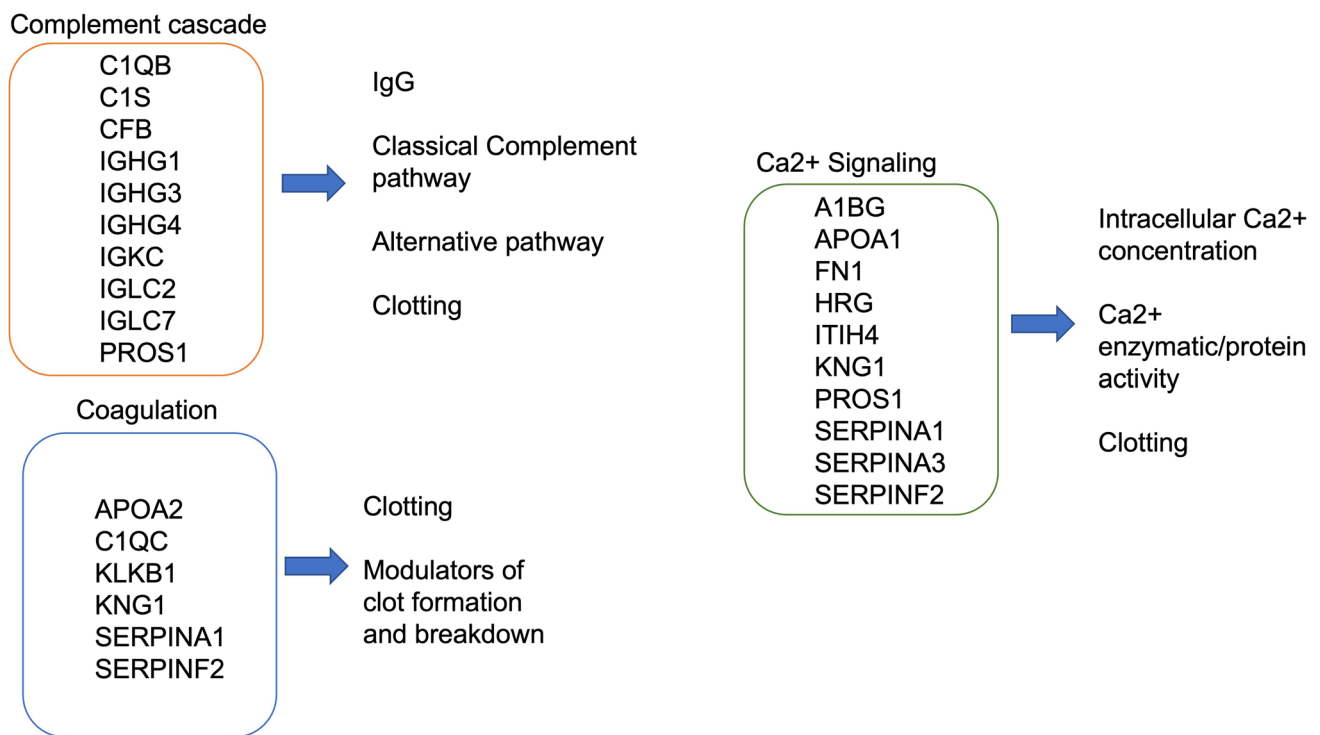 Complement cascade
C1QB
C1S
CFB
IGHG1
IGHG3
IGHG4
IGKC
IGLC2
IGLC7
PROS1
IgG
Classical Complement
pathway
Alternative pathway
Clotting
Coagulation
APOA2
C1QC
KLKB1
KNG1
SERPINA1
SERPINF2
Clotting
Modulators of
clot formation
and breakdown
Ca2+ Signaling
A1BG
APOA1
FN1
HRG
ITIH4
KNG1
PROS1
SERPINA1
SERPINA3
SERPINF2
Intracellular Ca2+
concentration
Ca2+
enzymatic/protein
activity
Clotting